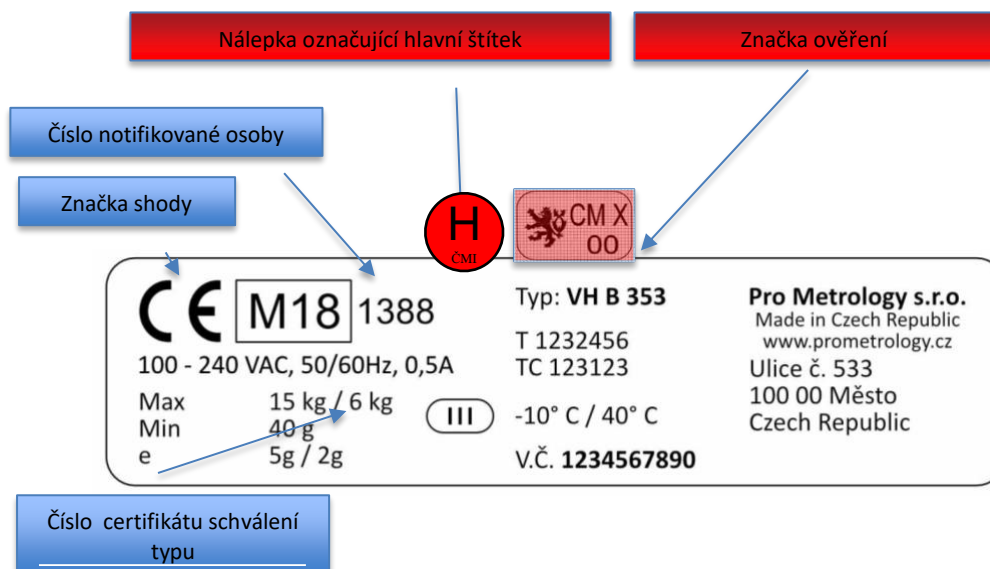 Nálepka označující hlavní štítek
Značka ověření
Číslo notifikované osoby
Značka shody
H
ČMI
CM X
00
CE M18 1388
100 - 240 VAC, 50/60Hz, 0,5A
Max 15 kg / 6 kg
Min 40 g
e 5g / 2g
III
Typ: VH B 353
T 1232456
TC 123123
-10° C / 40° C
V.Č. 1234567890
Pro Metrology s.r.o.
Made in Czech Republic
www.prometrology.cz
Ulice č. 533
100 00 Město
Czech Republic
Číslo certifikátu schválení
typu